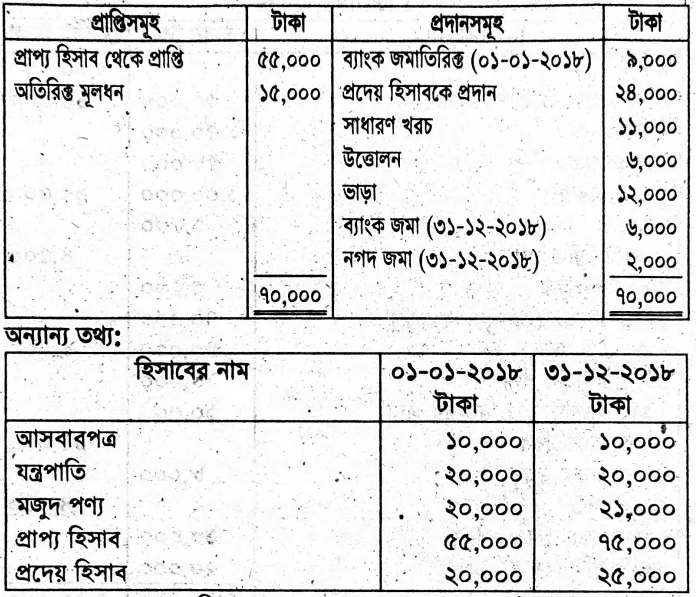 প্রাপ্তিসমূহ টাকা প্রদানসমূহ টাকা
প্রাপ্য হিসাব থেকে প্রাপ্তি ৫৫,০০০ ব্যাংক জমাতিরিক্ত (০১-০১-২০১৮) ৯,০০০
অতিরিক্ত মূলধন ১৫,০০০ প্রদেয় হিসাবকে প্রদান ২৪,০০০
সাধারণ খরচ ১১,০০০
উত্তোলন ৬,০০০
ভাড়া ১২,০০০
ব্যাংক জমা (৩১-১২-২০১৮) ৬,০০০
নগদ জমা (৩১-১২-২০১৮) ২,০০০
৭০,০০০ ৭০,০০০
অন্যান্য তথ্য:
হিসাবের নাম ০১-০১-২০১৮ ৩১-১২-২০১৮
টাকা টাকা
আসবাবপত্র ১০,০০০ ১০,০০০
যন্ত্রপাতি ২০,০০০ ২০,০০০
মজুদ পণ্য ২০,০০০ ২১,০০০
প্রাপ্য হিসাব ৫৫,০০০ ৭৫,০০০
প্রদেয় হিসাব ২০,০০০ ২৫,০০০